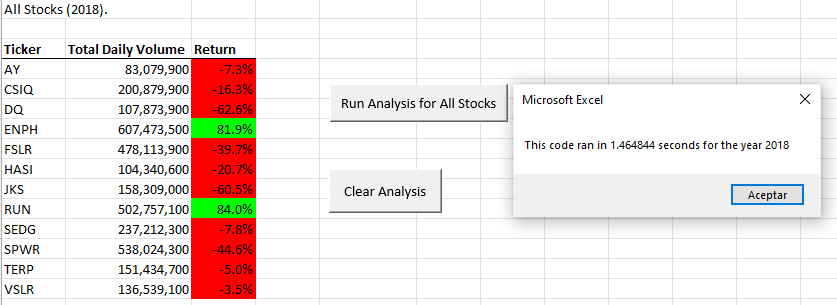 All Stocks (2018).
Ticker Total Daily Volume Return
AY 83,079,900 -7.3%
CSIQ 200,879,900 -16.3%
DQ 107,873,900 -62.6%
ENPH 607,473,500 81.9%
FSLR 478,113,900 -39.7%
HASI 104,340,600 -20.7%
JKS 158,309,000 -60.5%
RUN 502,757,100 84.0%
SEDG 237,212,300 -7.8%
SPWR 538,024,300 -44.6%
TERP 151,434,700 -5.0%
VSLR 136,539,100 -3.5%
Run Analysis for All Stocks
Clear Analysis
Microsoft Excel
This code ran in 1.464844 seconds for the year 2018
Aceptar